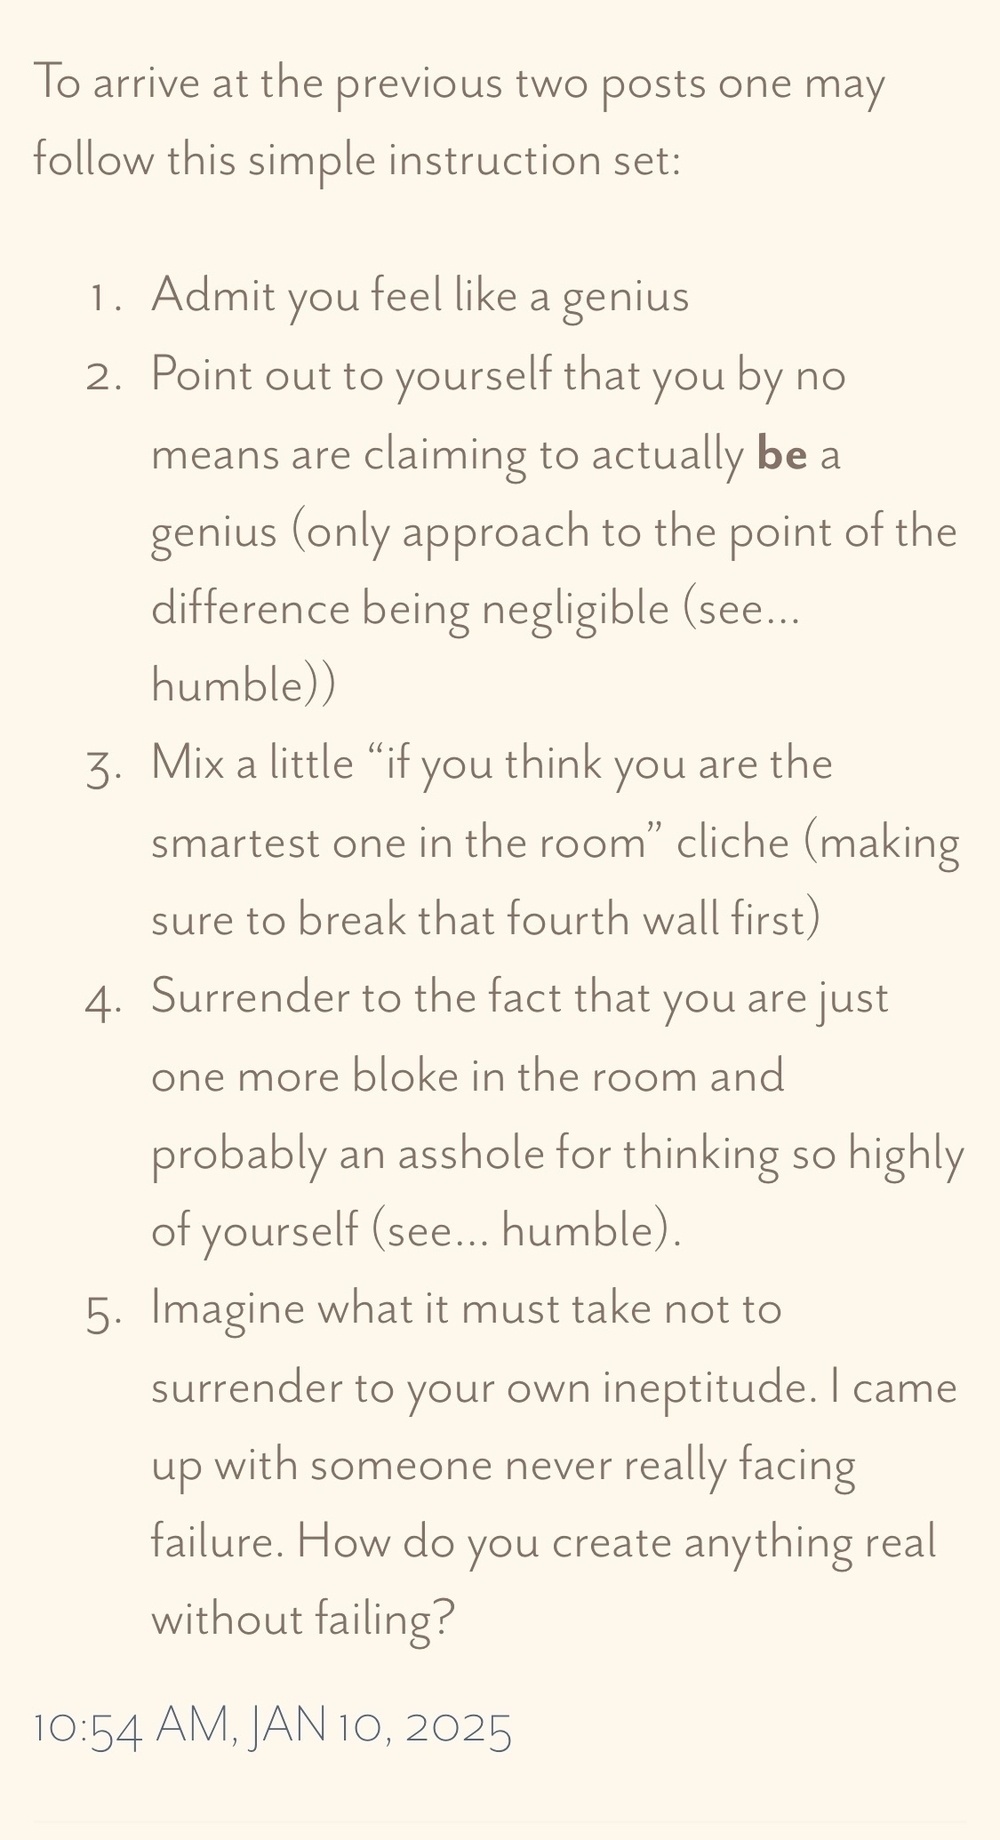 To arrive at the previous two posts one may
follow this simple instruction set:
1. Admit you feel like a genius
2. Point out to yourself that you by no
means are claiming to actually be a
genius (only approach to the point of the
difference being negligible (see...
humble))
3. Mix a little “if you think you are the
smartest one in the room” cliche (making
sure to break that fourth wall first)
4. Surrender to the fact that you are just
one more bloke in the room and
probably an asshole for thinking so highly
of yourself (see... humble).
5. Imagine what it must take not to
surrender to your own ineptitude. I came
up with someone never really facing
failure. How do you create anything real
without failing?
10:54 AM, JAN 10, 2025